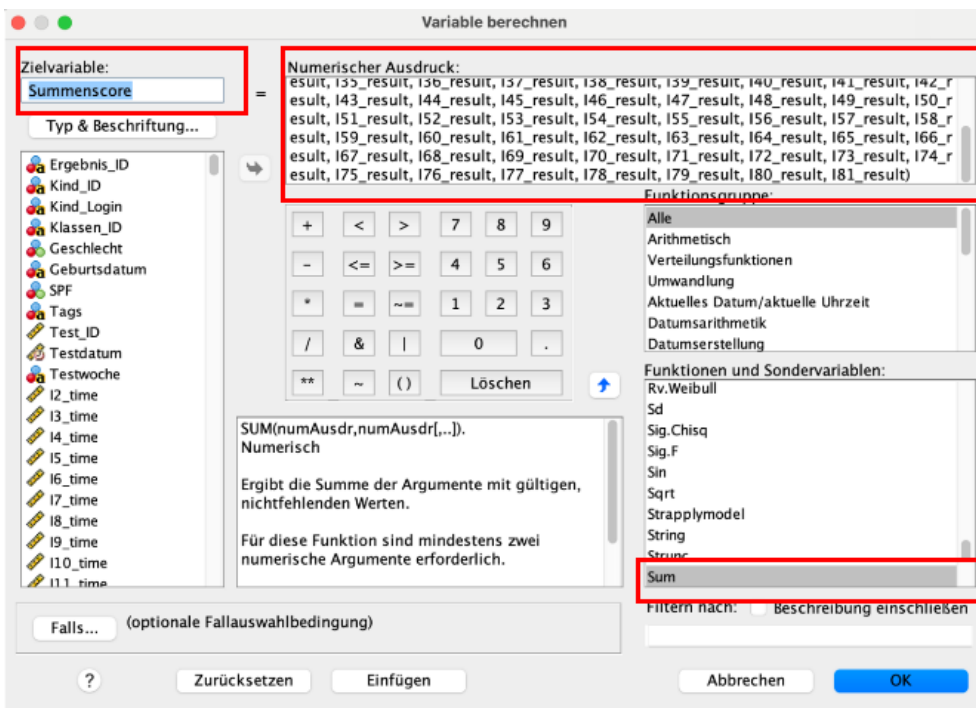 Variable berechnen
Zielvariable:
Summenscore
=
Typ & Beschriftung...
Numerischer Ausdruck:
esult, I35_result, I36_result, I37_result, I38_result, I39_result, I40_result, I41_result, I42_r
esult, I43_result, I44_result, I45_result, I46_result, I47_result, I48_result, I49_result, I50_r
esult, I51_result, I52_result, I53_result, I54_result, I55_result, I56_result, I57_result, I58_r
esult, I59_result, I60_result, I61_result, I62_result, I63_result, I64_result, I65_result, I66_r
esult, I67_result, I68_result, I69_result, I70_result, I71_result, I72_result, I73_result, I74_r
esult, I75_result, I76_result, I77_result, I78_result, I79_result, I80_result, I81_result)
Ergebnis_ID
Kind_ID
Kind_Login
Klassen_ID
Geschlecht
Geburtsdatum
SPF
Tags
Test_ID
Testdatum
Testwoche
I2_time
I3_time
I4_time
I5_time
I6_time
I7_time
I8_time
I9_time
I10_time
I11_time
+ < > 7 8 9
- <= >= 4 5 6
* = ~= 1 2 3
/ & | 0 .
** ~ () Löschen
SUM(numAusdr,numAusdr[,..]).
Numerisch
Ergibt die Summe der Argumente mit gültigen,
nichtfehlenden Werten.
Für diese Funktion sind mindestens zwei
numerische Argumente erforderlich.
Funktionsgruppe:
Alle
Arithmetisch
Verteilungsfunktionen
Umwandlung
Aktuelles Datum/aktuelle Uhrzeit
Datumsarithmetik
Datumserstellung
Funktionen und Sondervariablen:
Rv.Weibull
Sd
Sig.Chisq
Sig.F
Sin
Sqrt
Strapplymodel
String
Strunc
Sum
Filtern nach: Beschreibung einschließen
Falls... (optionale Fallauswahlbedingung)
? Zurücksetzen Einfügen Abbrechen OK